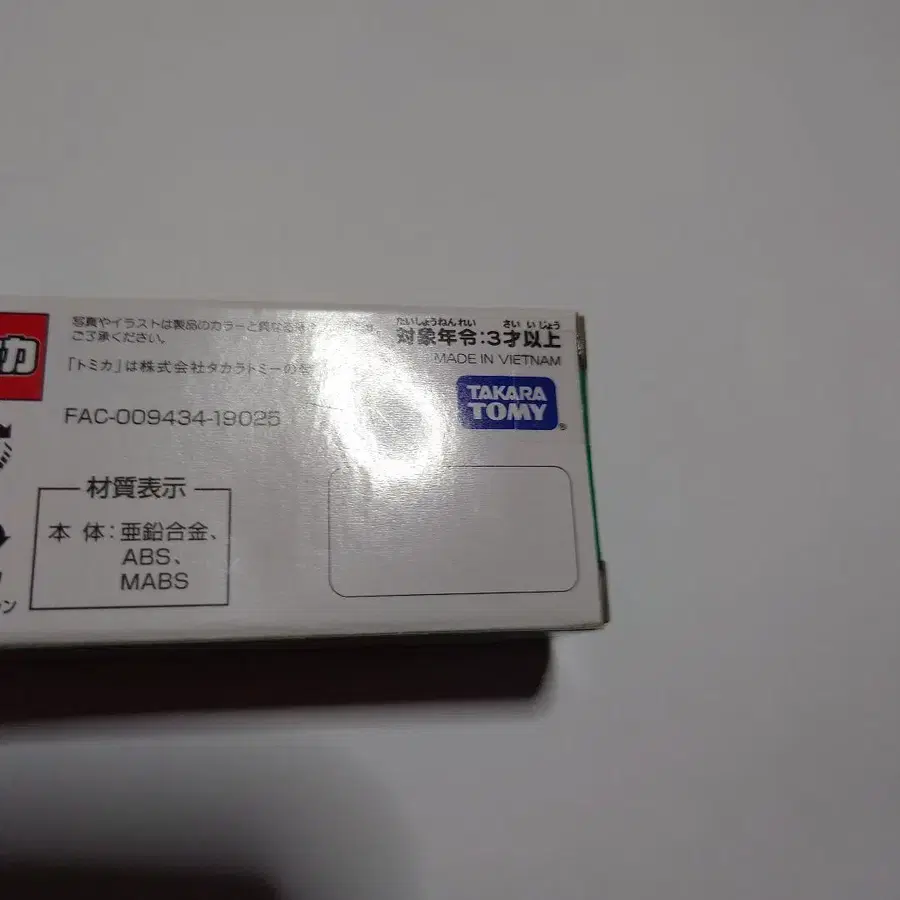 カ
写真やイラストは製品のカラーと異なる
ご了承ください。
「トミカ」は株式会社タカラトミーの
FAC-009434-19025
たいしょうねんれい さい いじょう
対象年令:3才以上
MADE IN VIETNAM
TAKARA
TOMY®
材質表示
本体:亜鉛合金、
ABS、
MABS
ン